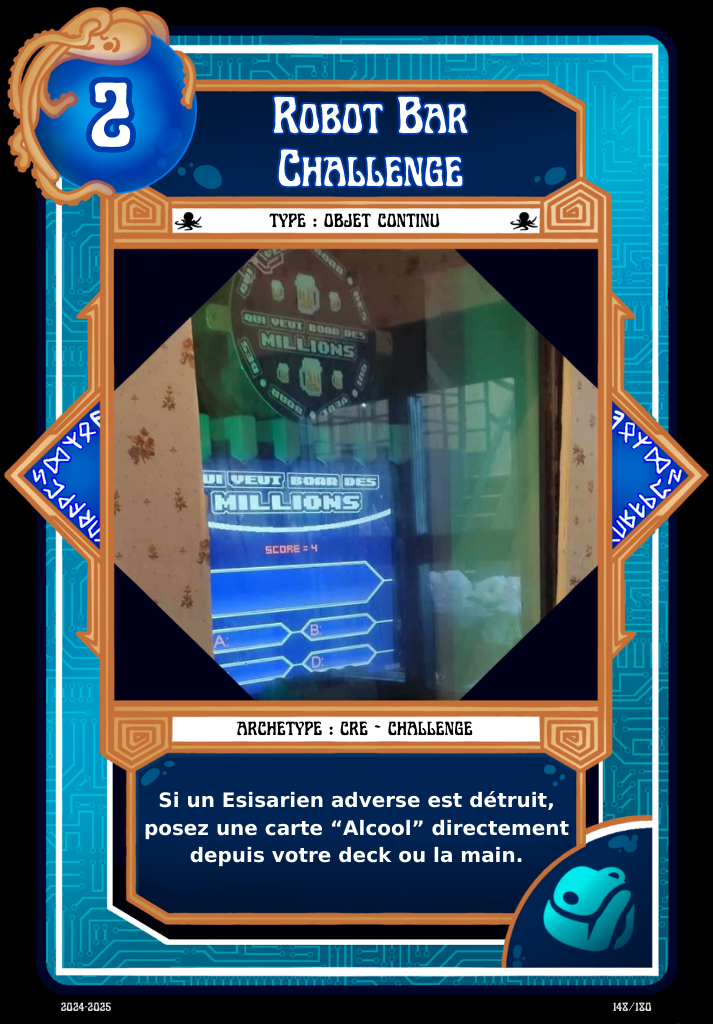 2
Robot Bar
Challenge
TYPE : OBJET CONTINU
QUI VEUT BOAR DES
MILLIONS
UI VEUT BOAR DES
MILLIONS
SCORE = 4
A:
B:
D:
ARCHETYPE : CRE ~ CHALLENGE
Si un Esisarien adverse est détruit,
posez une carte “Alcool” directement
depuis votre deck ou la main.
2024-2025
148/180